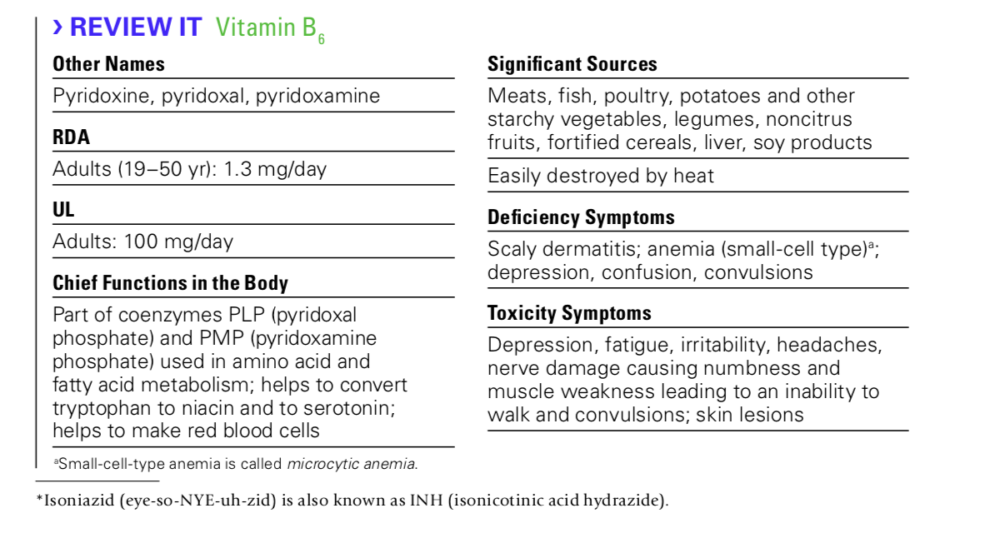 › REVIEW IT Vitamin B₆
Other Names
Pyridoxine, pyridoxal, pyridoxamine
RDA
Adults (19–50 yr): 1.3 mg/day
UL
Adults: 100 mg/day
Chief Functions in the Body
Part of coenzymes PLP (pyridoxal
phosphate) and PMP (pyridoxamine
phosphate) used in amino acid and
fatty acid metabolism; helps to convert
tryptophan to niacin and to serotonin;
helps to make red blood cells
Significant Sources
Meats, fish, poultry, potatoes and other
starchy vegetables, legumes, noncitrus
fruits, fortified cereals, liver, soy products
Easily destroyed by heat
Deficiency Symptoms
Scaly dermatitis; anemia (small-cell type)ᵃ;
depression, confusion, convulsions
Toxicity Symptoms
Depression, fatigue, irritability, headaches,
nerve damage causing numbness and
muscle weakness leading to an inability to
walk and convulsions; skin lesions
ᵃSmall-cell-type anemia is called microcytic anemia.
*Isoniazid (eye-so-NYE-uh-zid) is also known as INH (isonicotinic acid hydrazide).